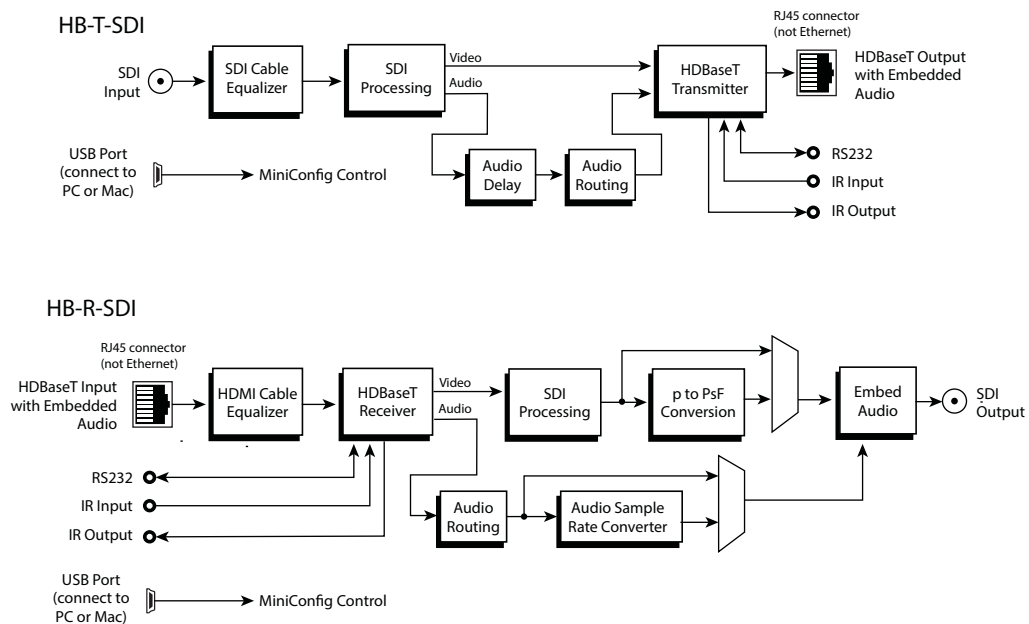 HB-T-SDI
RJ45 connector
(not Ethernet)
SDI
Input
SDI Cable
Equalizer
SDI
Processing
Video
Audio
HDBaseT
Transmitter
HDBaseT Output
with Embedded
Audio
USB Port
(connect to
PC or Mac)
MiniConfig Control
Audio
Delay
Audio
Routing
RS232
IR Input
IR Output
HB-R-SDI
RJ45 connector
(not Ethernet)
HDBaseT Input
with Embedded
Audio
HDMI Cable
Equalizer
HDBaseT
Receiver
Video
Audio
SDI
Processing
p to PsF
Conversion
Embed
Audio
SDI
Output
RS232
IR Input
IR Output
Audio
Routing
Audio Sample
Rate Converter
USB Port
(connect to
PC or Mac)
MiniConfig Control